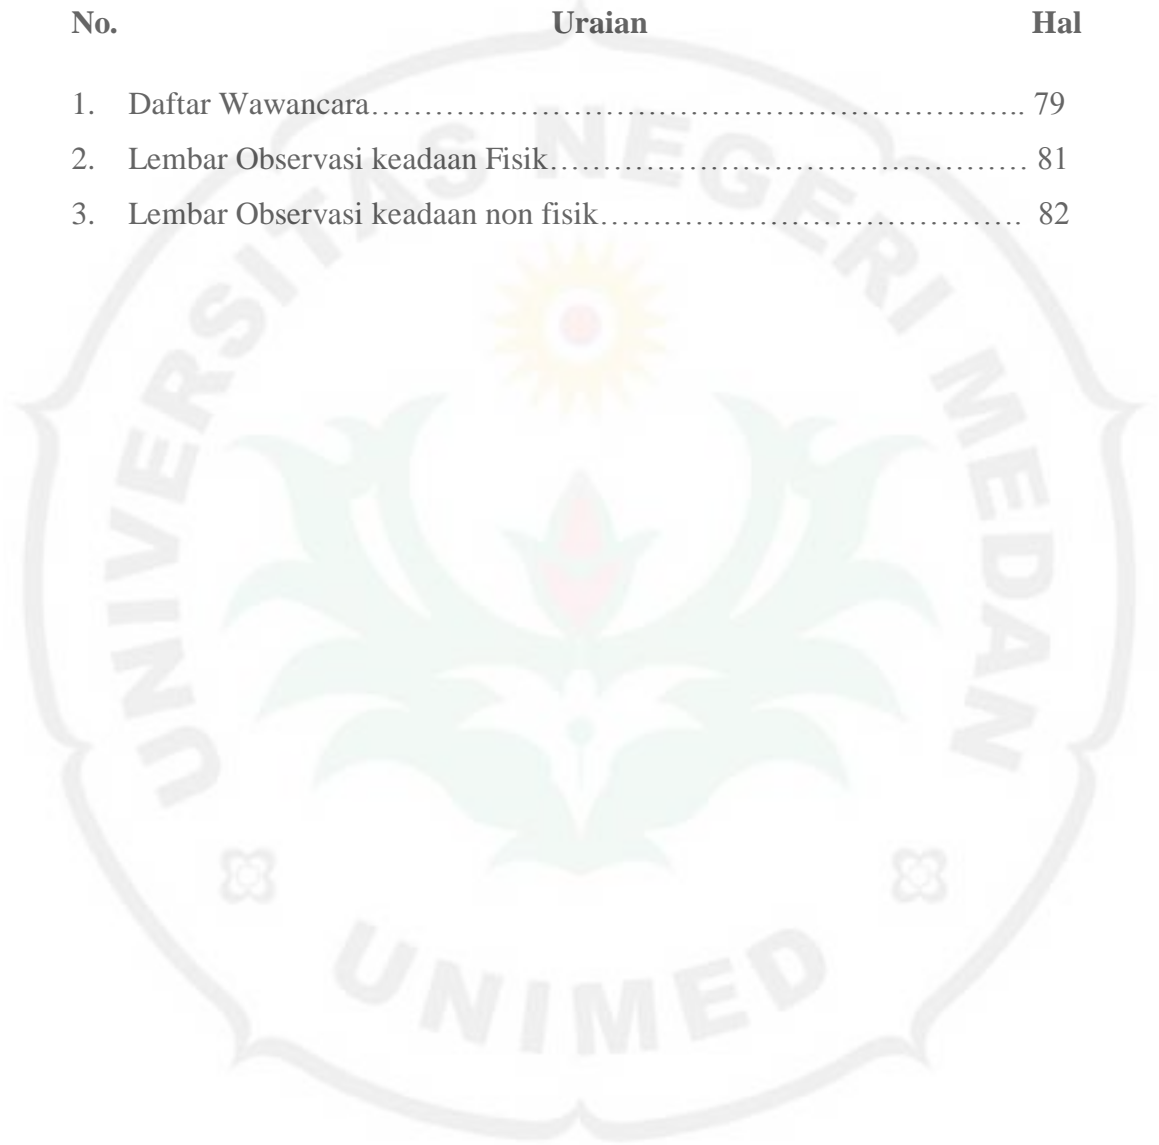 No. Uraian Hal
1. Daftar Wawancara………………………………………………………….. 79
2. Lembar Observasi keadaan Fisik………………………………………… 81
3. Lembar Observasi keadaan non fisik…………………………………… 82
UNIVERSITAS NEGERI MEDAN
UNIMED